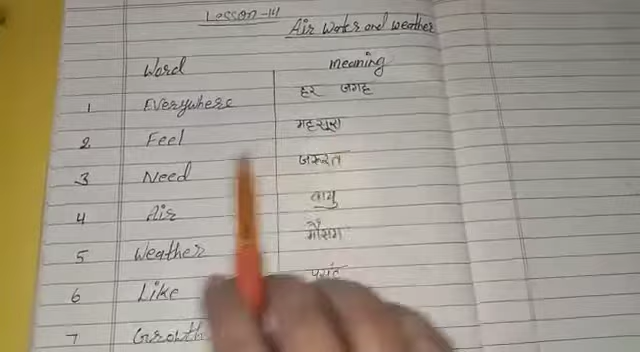 Lesson-14
Air Water and weather
Word meaning
1 Everywhere हर जगह
2 Feel महसूस
3 Need जरूरत
4 Air वायु
5 Weather मौसम
6 Like पसंद
7 Growth